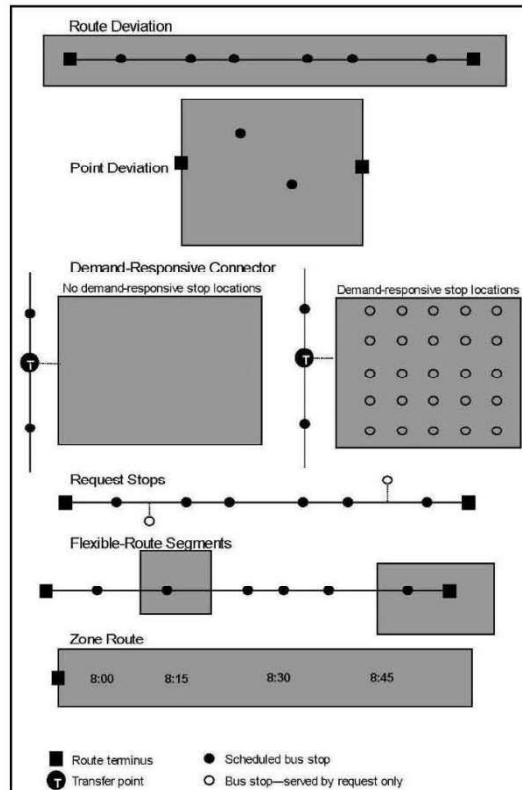 Route Deviation
Point Deviation
Demand-Responsive Connector
No demand-responsive stop locations
Demand-responsive stop locations
T
T
Request Stops
Flexible-Route Segments
Zone Route
8:00 8:15 8:30 8:45
Route terminus
Scheduled bus stop
T Transfer point
Bus stop—served by request only